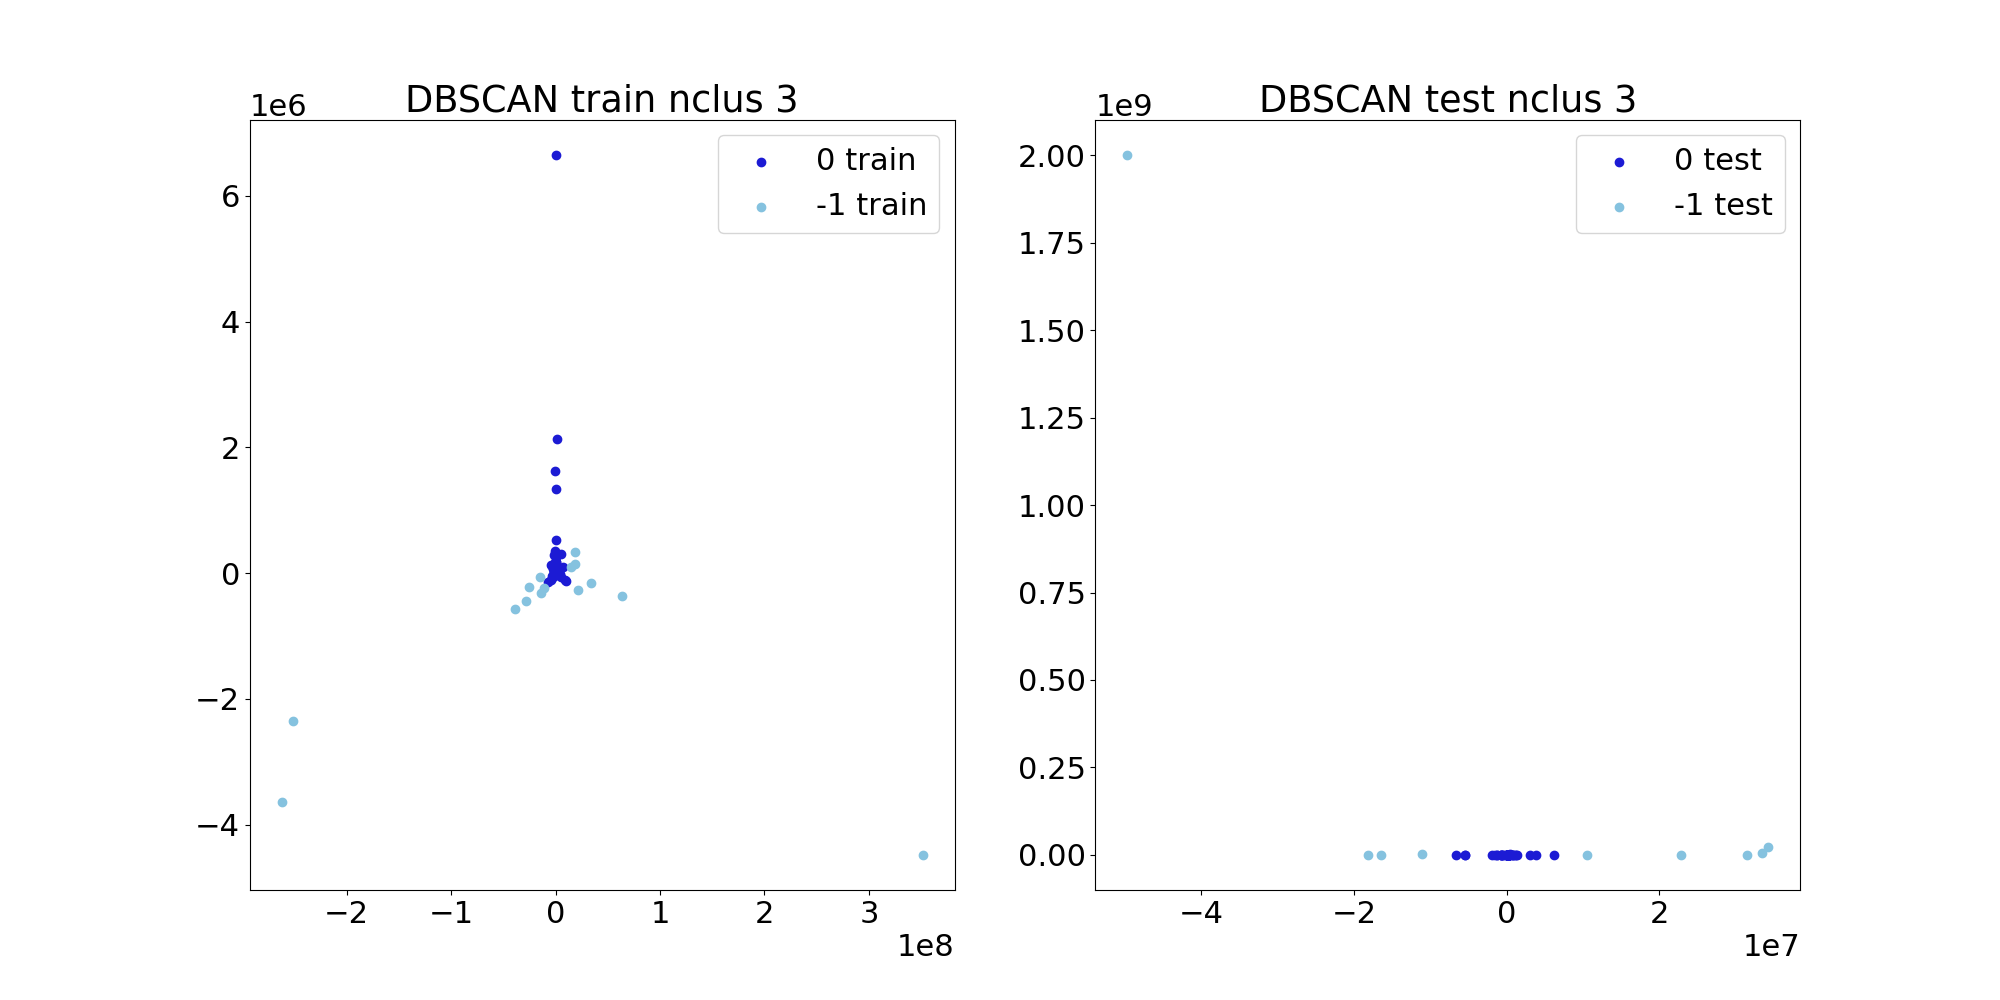 DBSCAN train nclus 3
1e6
0 train
-1 train
6
4
2
0
−2
−4
−2
−1
0
1
2
3
1e8
DBSCAN test nclus 3
1e9
0 test
-1 test
2.00
1.75
1.50
1.25
1.00
0.75
0.50
0.25
0.00
−4
−2
0
2
1e7